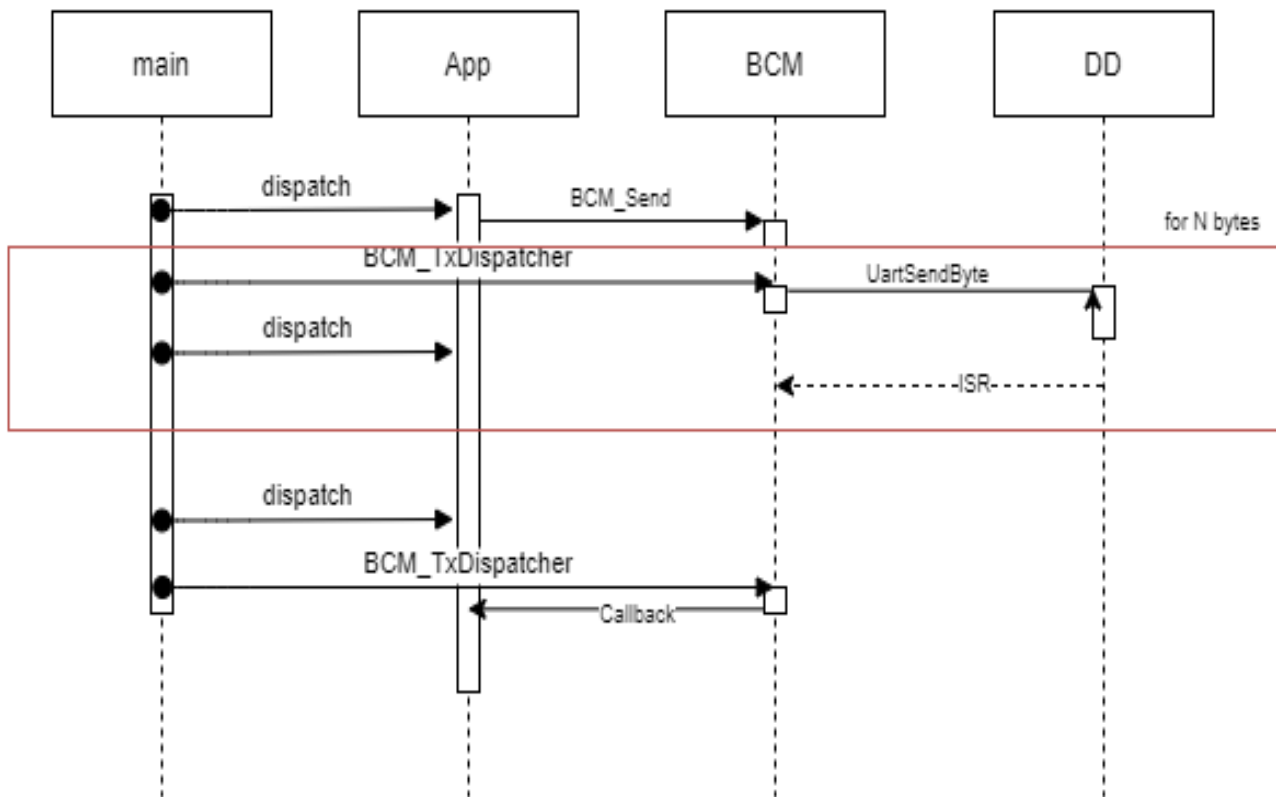 main
App
BCM
DD
dispatch
BCM_Send
for N bytes
BCM_TxDispatcher
UartSendByte
dispatch
ISR
dispatch
BCM_TxDispatcher
Callback